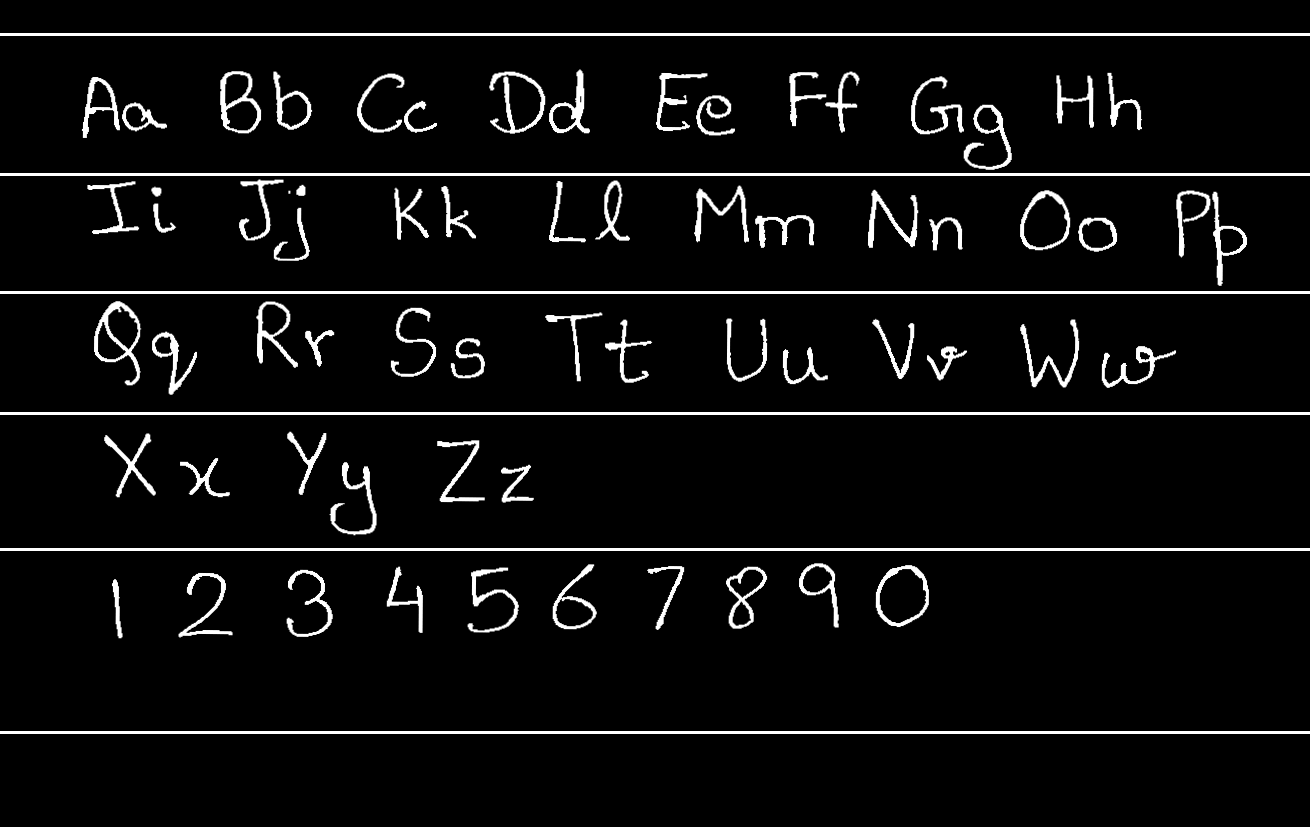 Aa Bb Cc Dd Ee Ff Gg Hh
Ii Jj Kk Ll Mm Nn Oo Pp
Qq Rr Ss Tt Uu Vv Ww
Xx Yy Zz
1 2 3 4 5 6 7 8 9 0